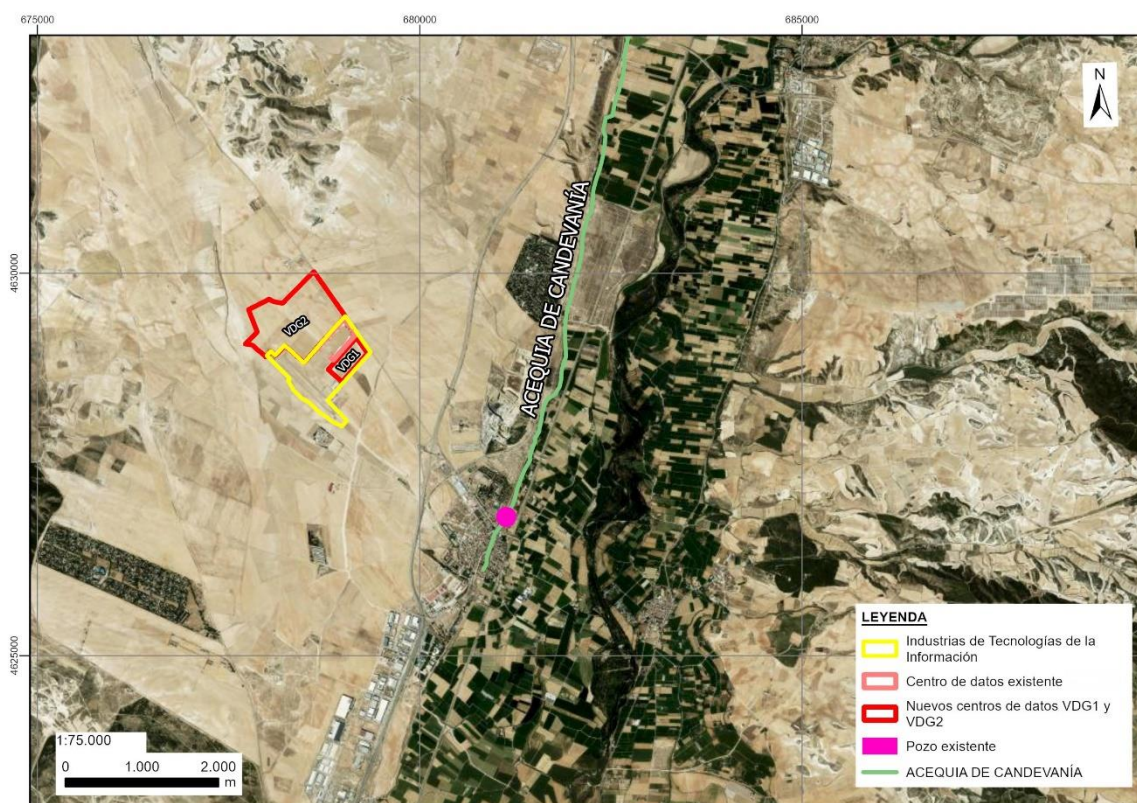 675000
680000
685000
N
4630000
4625000
VDG2
VDG1
ACEQUIA DE CANDEVANÍA
LEYENDA
Industrias de Tecnologías de la
Información
Centro de datos existente
Nuevos centros de datos VDG1 y
VDG2
Pozo existente
ACEQUIA DE CANDEVANÍA
1:75.000
0 1.000 2.000
m